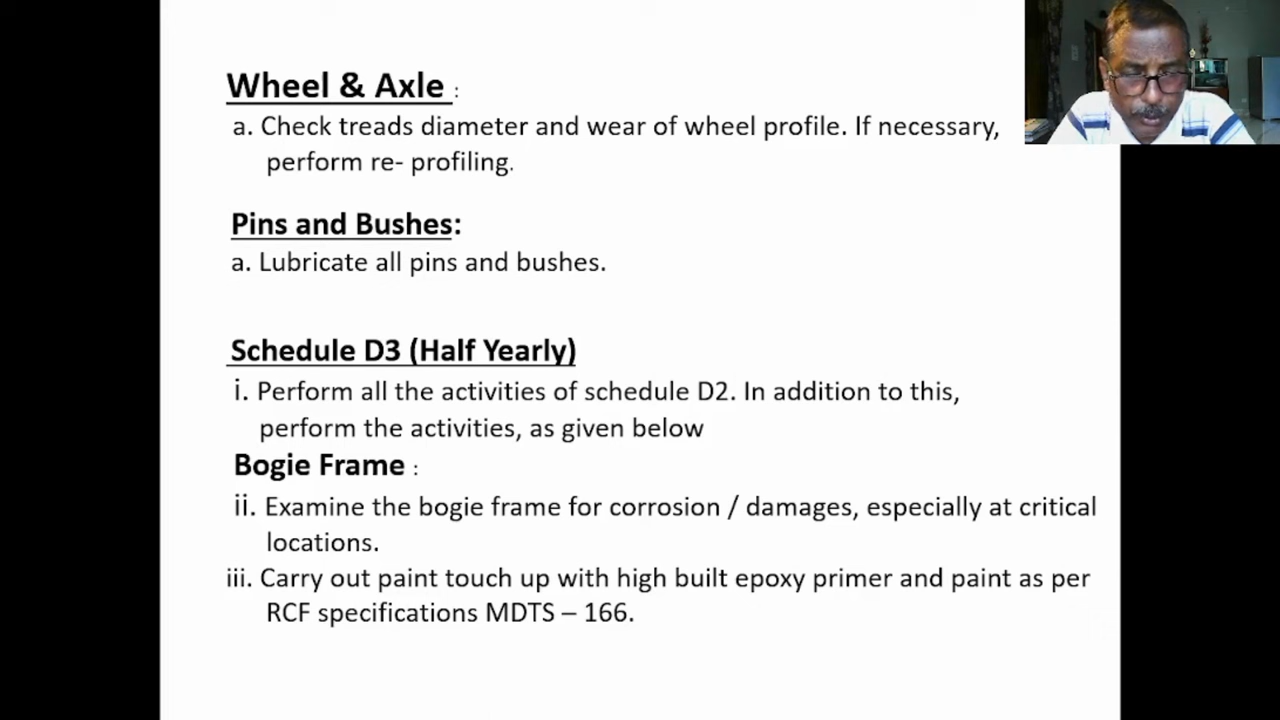 Wheel & Axle :
a. Check treads diameter and wear of wheel profile. If necessary,
perform re- profiling.
Pins and Bushes:
a. Lubricate all pins and bushes.
Schedule D3 (Half Yearly)
i. Perform all the activities of schedule D2. In addition to this,
perform the activities, as given below
Bogie Frame :
ii. Examine the bogie frame for corrosion / damages, especially at critical
locations.
iii. Carry out paint touch up with high built epoxy primer and paint as per
RCF specifications MDTS – 166.